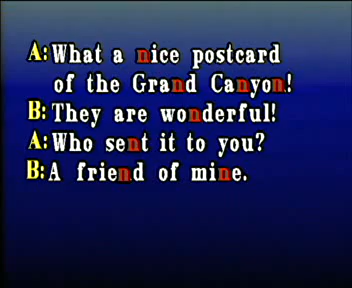 A: What a nice postcard
of the Grand Canyon!
B: They are wonderful!
A: Who sent it to you?
B: A friend of mine.